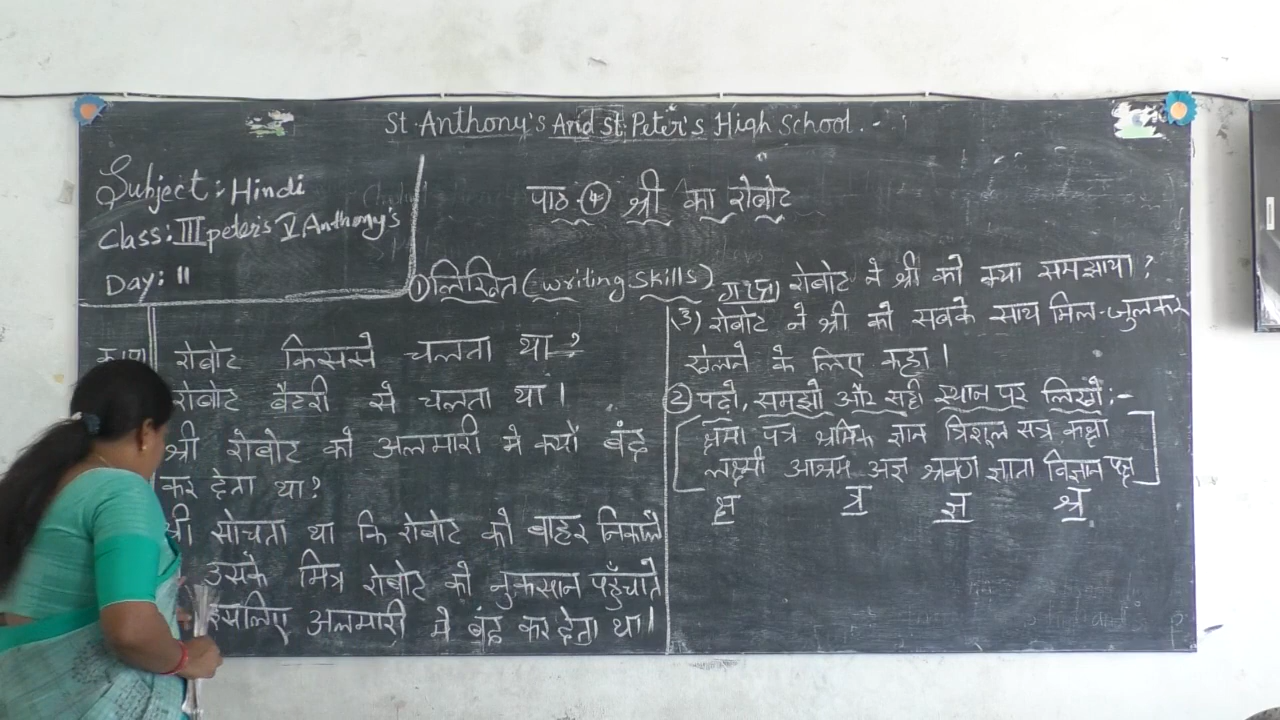 St. Anthony's And St. Peter's High School.
Subject: Hindi
Class: III peter's V Anthony's
Day: 11
पाठ ④ श्री का रोबोट
① लिखित (writing skills)
रोबोट किससे चलता था ?
रोबोट बैटरी से चलता था।
श्री रोबोट को अलमारी मे क्यों बंद
कर देता था?
श्री सोचता था कि रोबोट को बाहर निकाले
उसके मित्र रोबोट को नुकसान पहुँचाते
इसलिए अलमारी मे बंद कर देता था।
रोबोट ने श्री को क्या समझाया ?
(3) रोबोट ने श्री को सबके साथ मिल-जुलकर
खेलने के लिए कहा।
② पढ़ो, समझो और सही स्थान पर लिखो:-
क्षमा पत्र श्रमिक ज्ञान त्रिशूल सत्र कक्षा
लक्ष्मी आश्रम अज्ञ श्रवण ज्ञाता विज्ञान पक्ष
क्ष त्र ज्ञ श्र